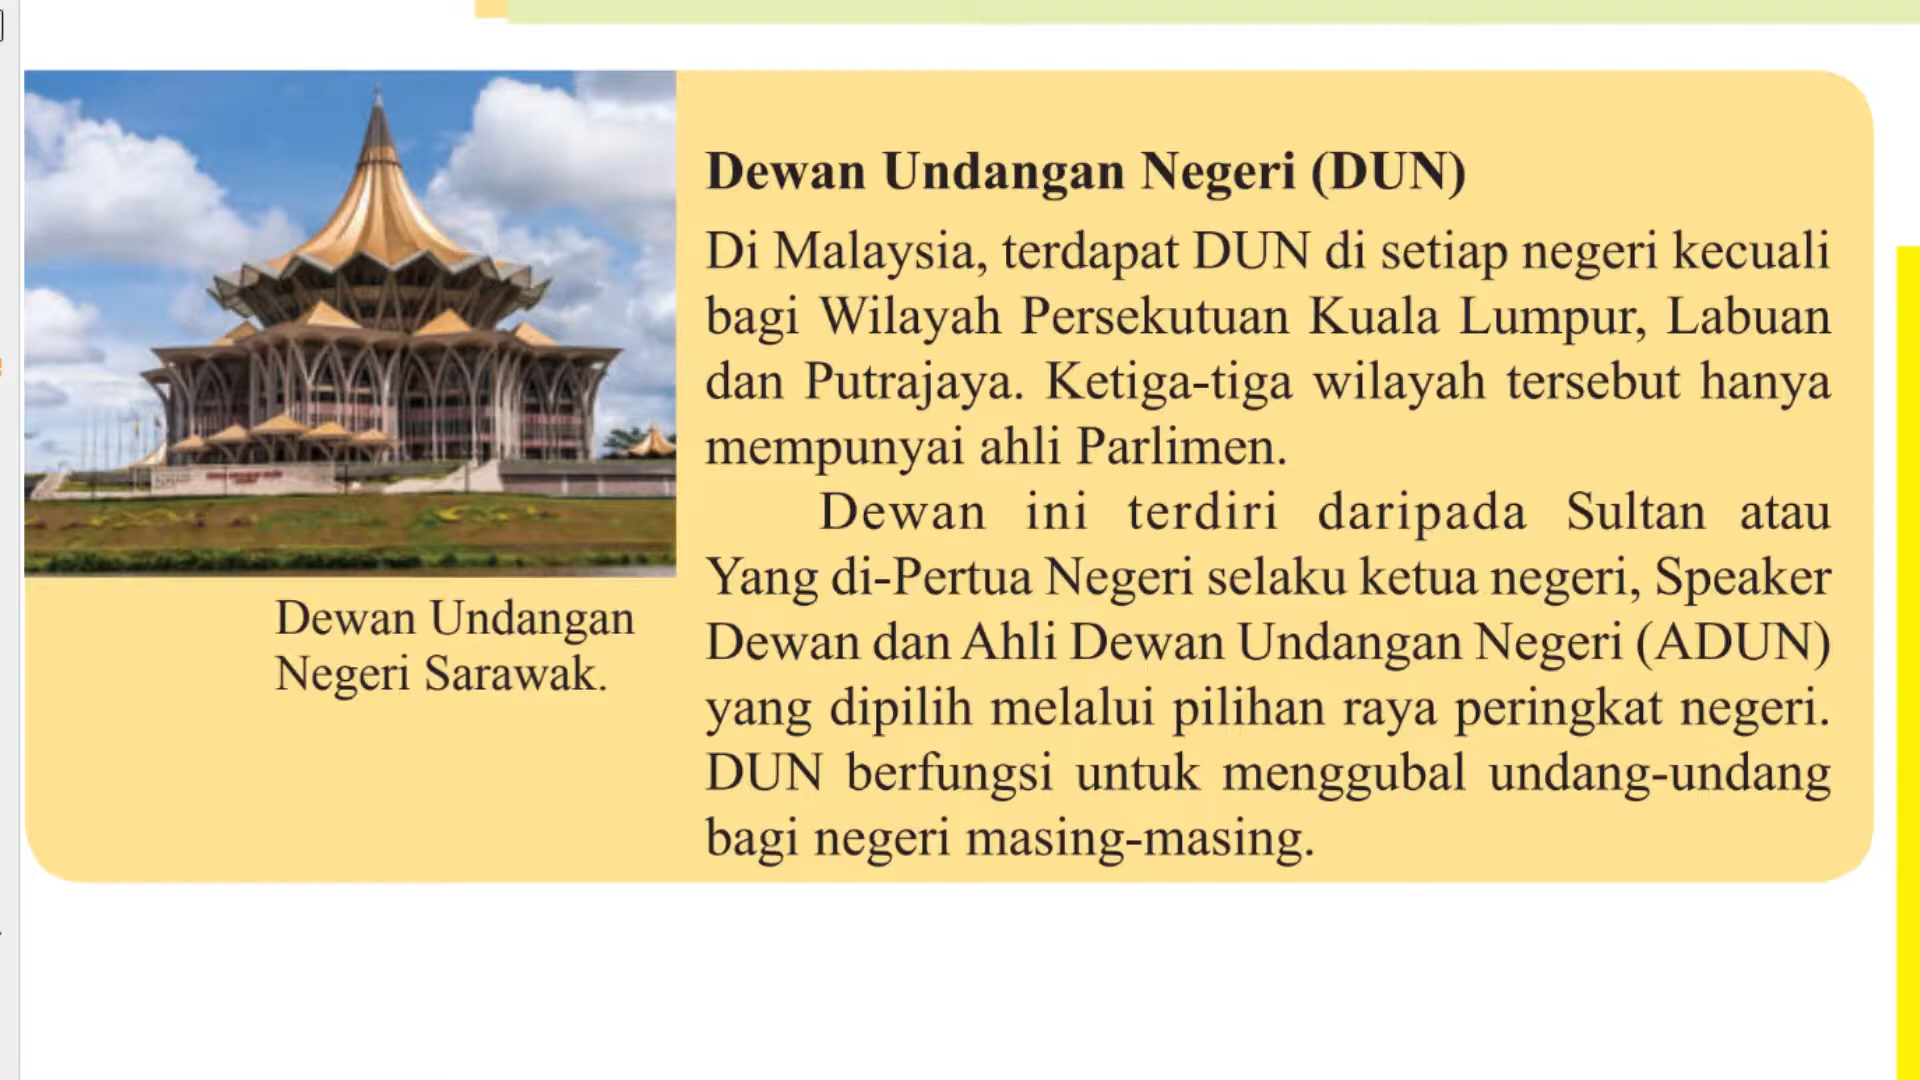 Dewan Undangan Negeri (DUN)
Di Malaysia, terdapat DUN di setiap negeri kecuali
bagi Wilayah Persekutuan Kuala Lumpur, Labuan
dan Putrajaya. Ketiga-tiga wilayah tersebut hanya
mempunyai ahli Parlimen.
Dewan ini terdiri daripada Sultan atau
Yang di-Pertua Negeri selaku ketua negeri, Speaker
Dewan dan Ahli Dewan Undangan Negeri (ADUN)
yang dipilih melalui pilihan raya peringkat negeri.
DUN berfungsi untuk menggubal undang-undang
bagi negeri masing-masing.
Dewan Undangan
Negeri Sarawak.